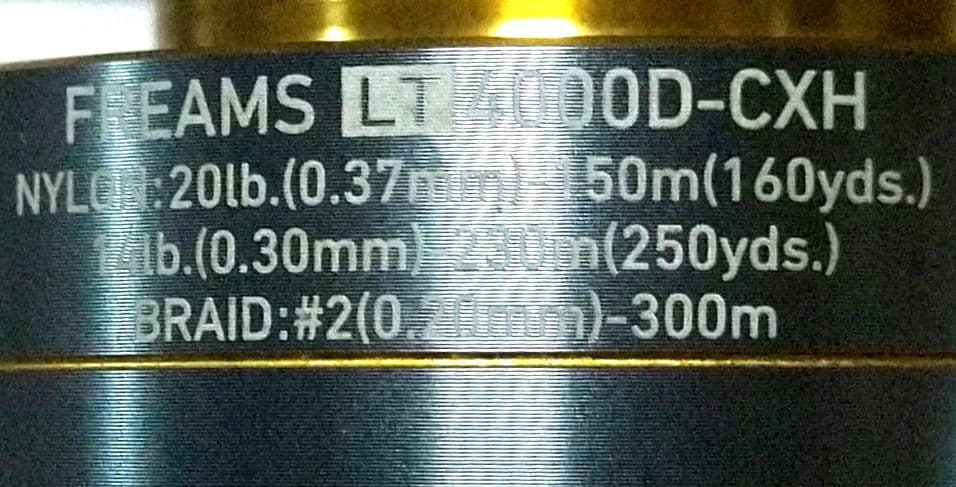 FREAMS LT 4000D-CXH
NYLON:20lb.(0.37mm)-150m(160yds.)
14lb.(0.30mm)-230m(250yds.)
BRAID:#2(0.20mm)-300m